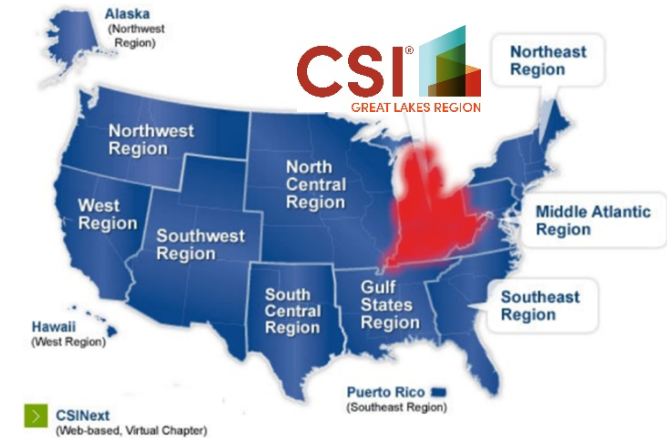 Alaska
(Northwest
Region)
CSI®
GREAT LAKES REGION
Northeast
Region
Northwest
Region
North
Central
Region
West
Region
Southwest
Region
Middle Atlantic
Region
South
Central
Region
Gulf
States
Region
Southeast
Region
Hawaii
(West Region)
Puerto Rico
(Southeast Region)
CSINext
(Web-based, Virtual Chapter)